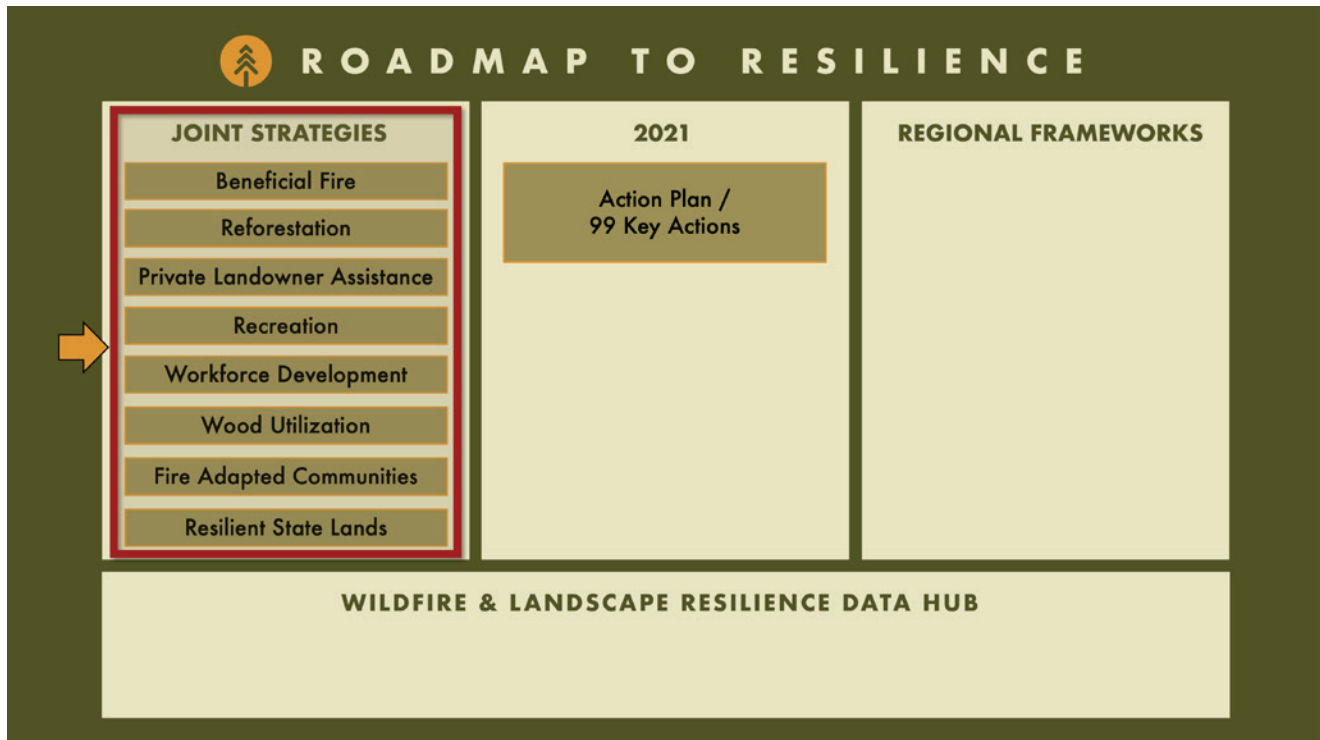 ROADMAP TO RESILIENCE
JOINT STRATEGIES
Beneficial Fire
Reforestation
Private Landowner Assistance
Recreation
Workforce Development
Wood Utilization
Fire Adapted Communities
Resilient State Lands
2021
Action Plan /
99 Key Actions
REGIONAL FRAMEWORKS
WILDFIRE & LANDSCAPE RESILIENCE DATA HUB